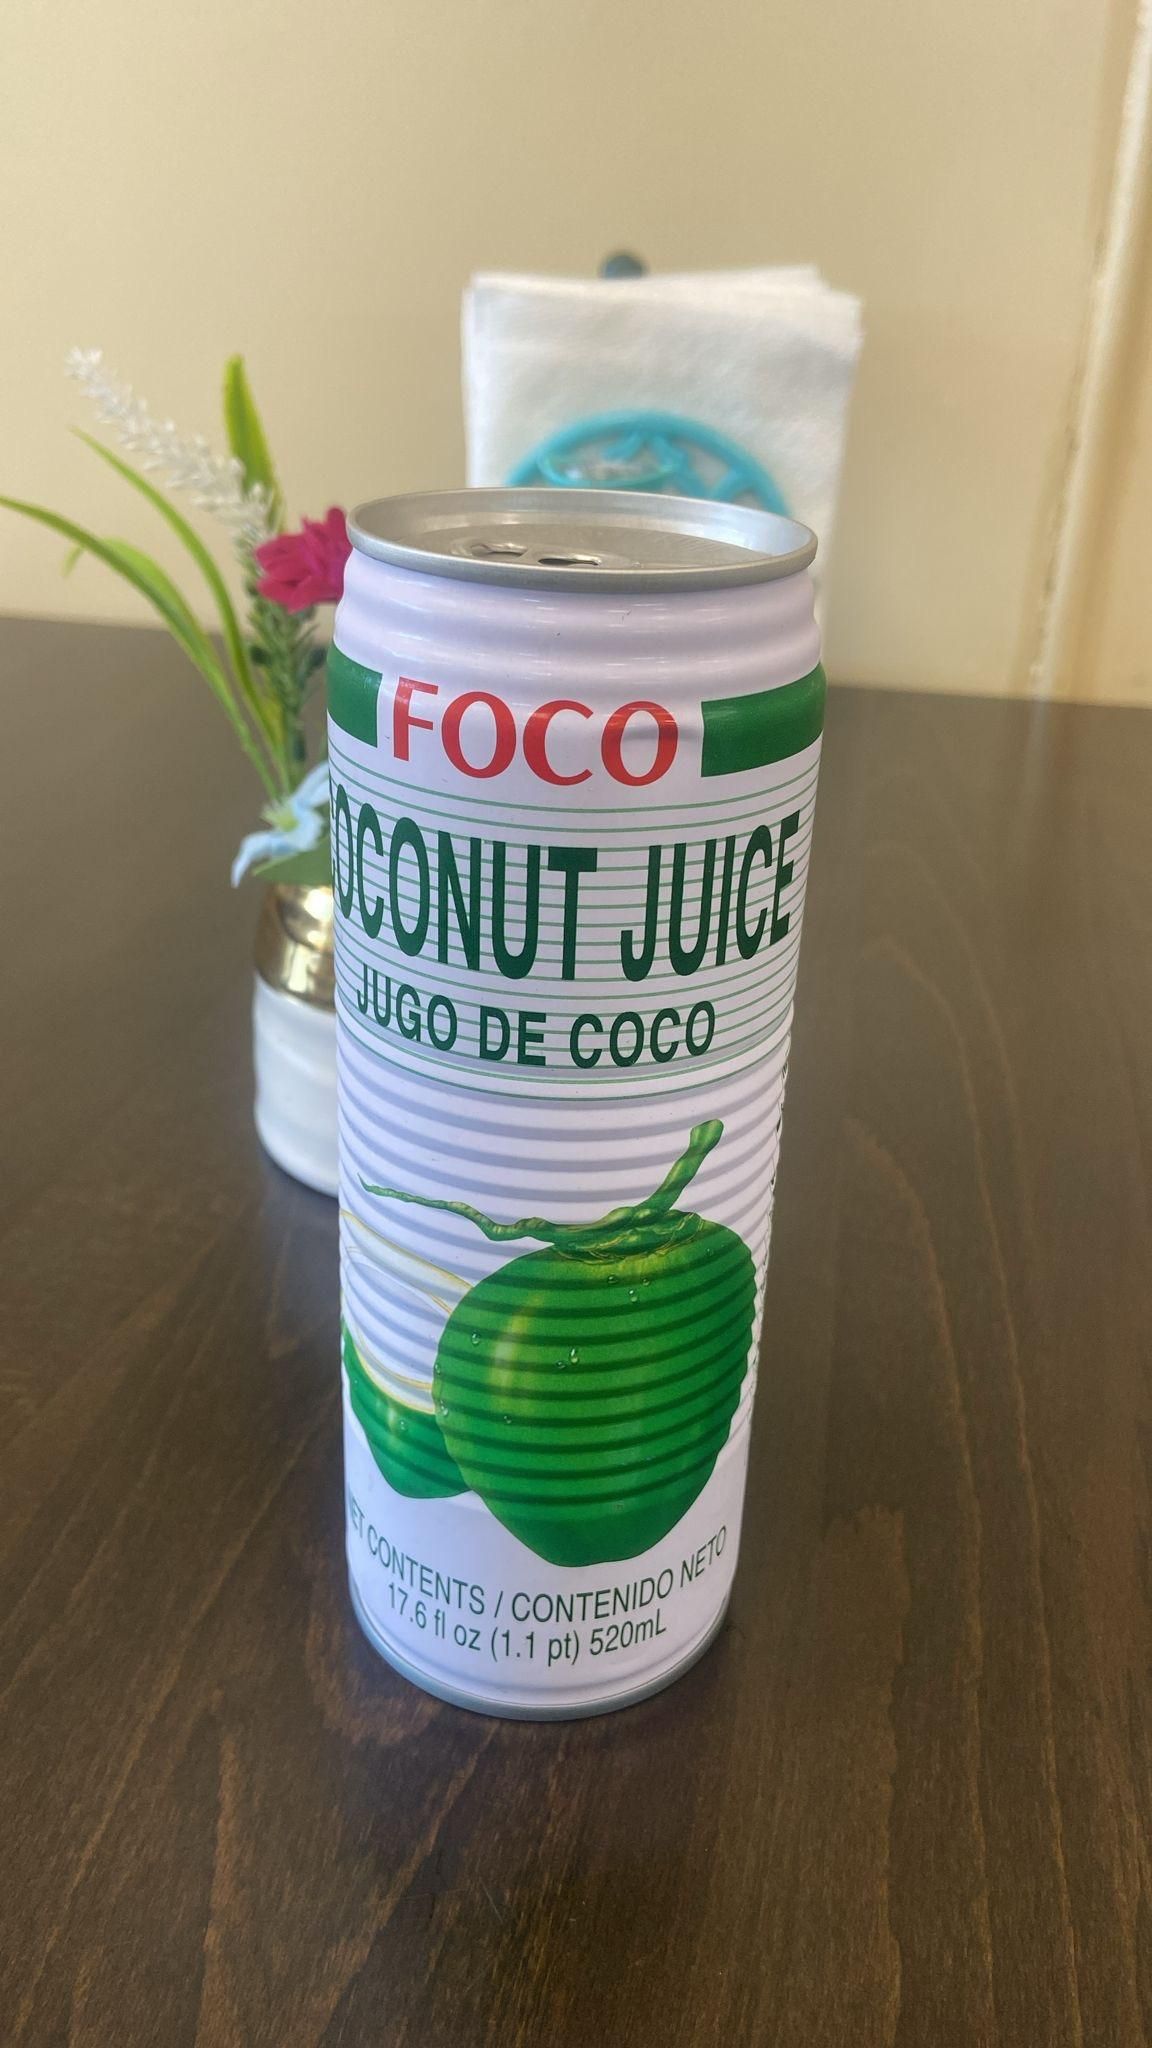 FOCO
COCONUT JUICE
JUGO DE COCO
NET CONTENTS / CONTENIDO NETO
17.6 fl oz (1.1 pt) 520mL